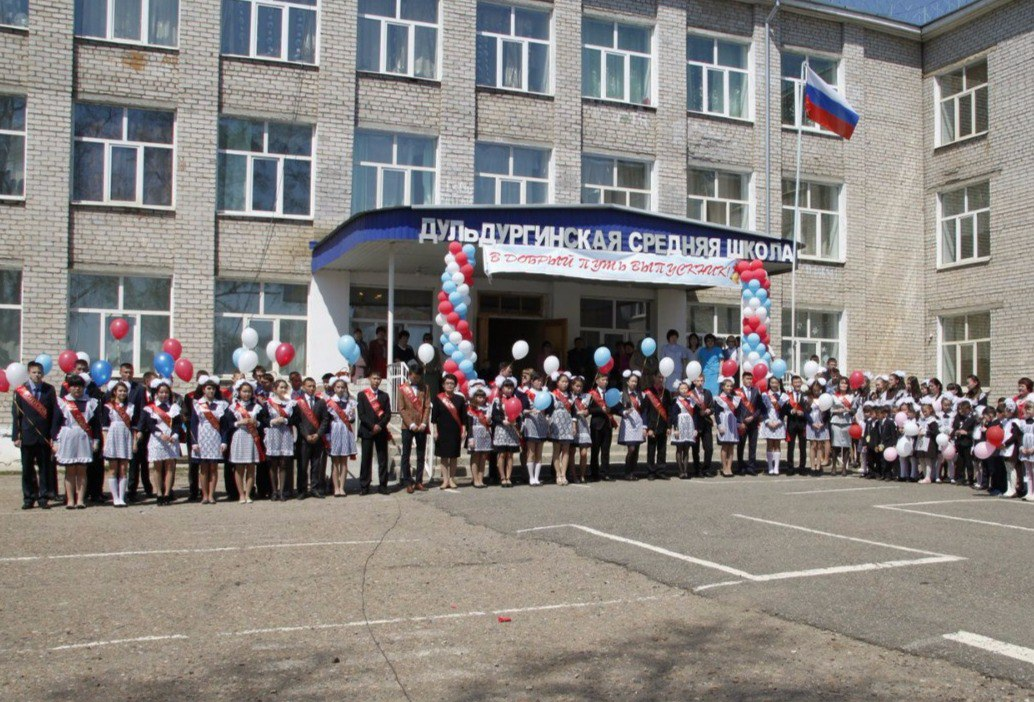 ДУЛЬДУРГИНСКАЯ СРЕДНЯЯ ШКОЛА
В ДОБРЫЙ ПУТЬ ВЫПУСКНИК!